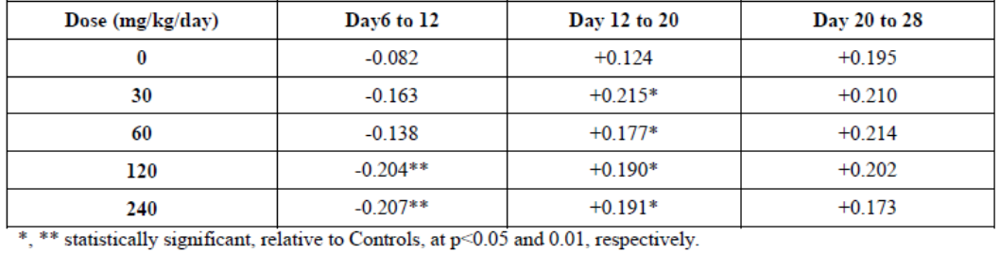 Dose (mg/kg/day) Day6 to 12 Day 12 to 20 Day 20 to 28
0 -0.082 +0.124 +0.195
30 -0.163 +0.215* +0.210
60 -0.138 +0.177* +0.214
120 -0.204** +0.190* +0.202
240 -0.207** +0.191* +0.173
*, ** statistically significant, relative to Controls, at p<0.05 and 0.01, respectively.